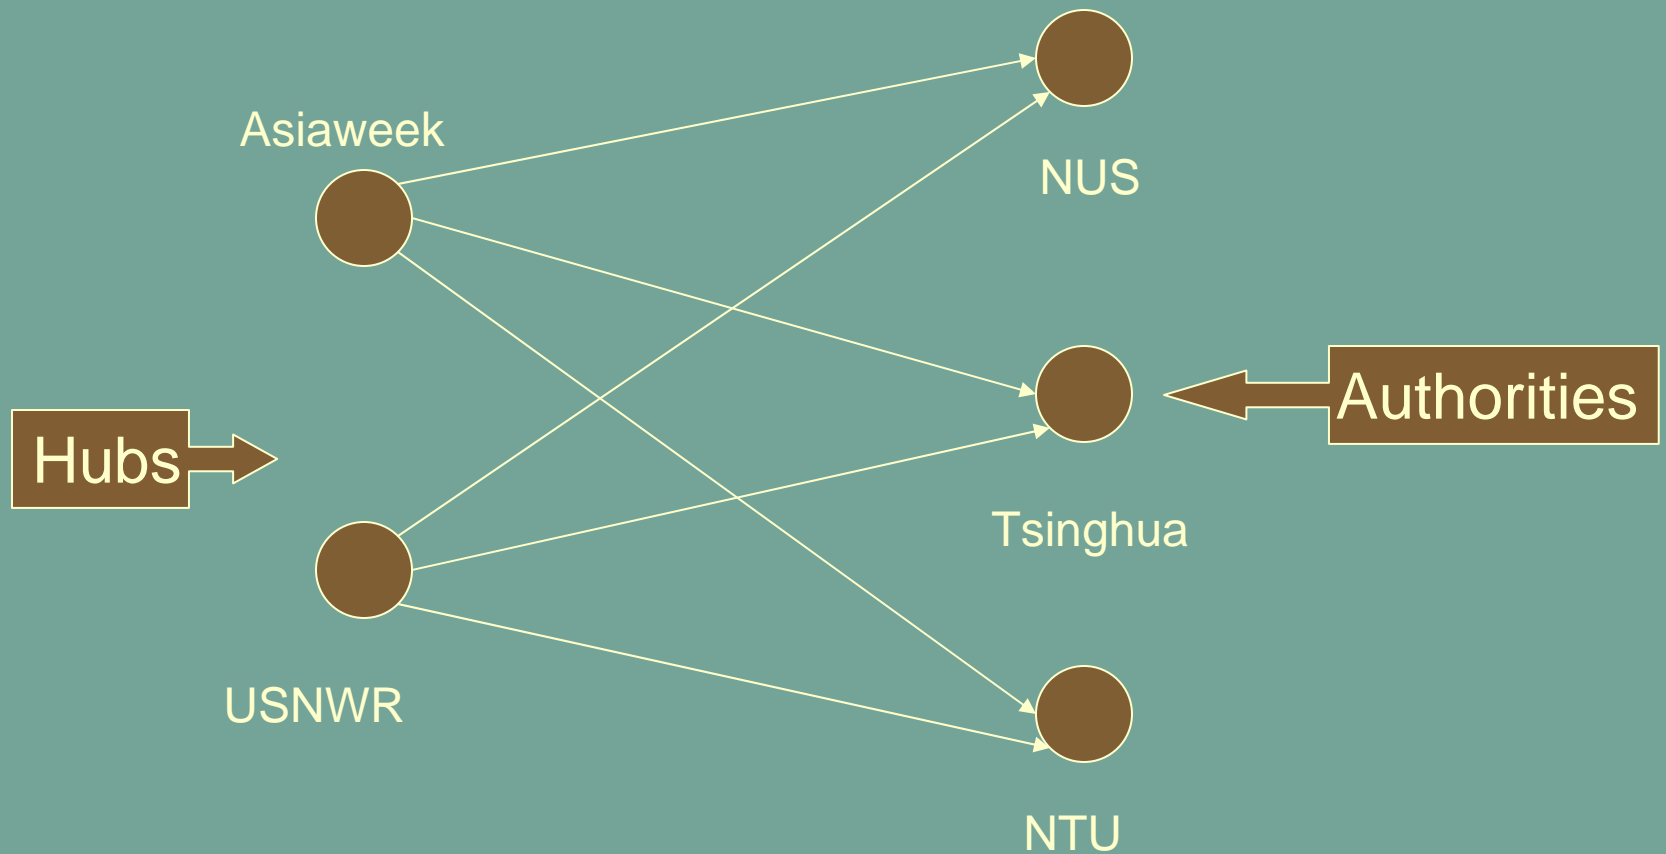 Asiaweek
NUS
Authorities
Hubs
Tsinghua
USNWR
NTU